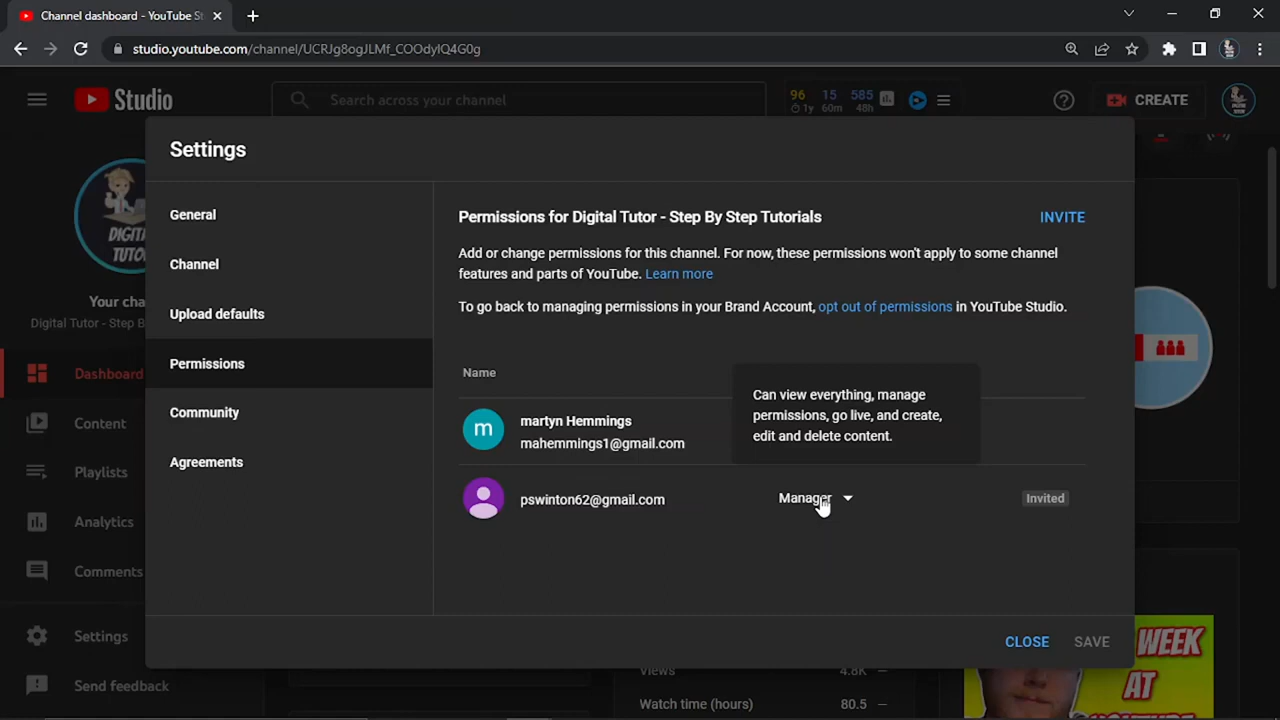 Channel dashboard - YouTube St
studio.youtube.com/channel/UCRJg8ogJLMf_COOdyIQ4G0g
Studio
Search across your channel
96 15 585
1y 60m 48h
CREATE
Settings
General
Channel
Upload defaults
Permissions
Community
Agreements
Permissions for Digital Tutor - Step By Step Tutorials
INVITE
Add or change permissions for this channel. For now, these permissions won't apply to some channel
features and parts of YouTube. Learn more
To go back to managing permissions in your Brand Account, opt out of permissions in YouTube Studio.
Name
Can view everything, manage
permissions, go live, and create,
edit and delete content.
m
martyn Hemmings
mahemmings1@gmail.com
pswinton62@gmail.com
Manager
Invited
CLOSE
SAVE
DIGITAL
TUTOR
Your cha
Digital Tutor - Step B
Dashboard
Content
Playlists
Analytics
Comments
Settings
Send feedback
Views
4.8K —
Watch time (hours)
80.5 —
WEEK
AT